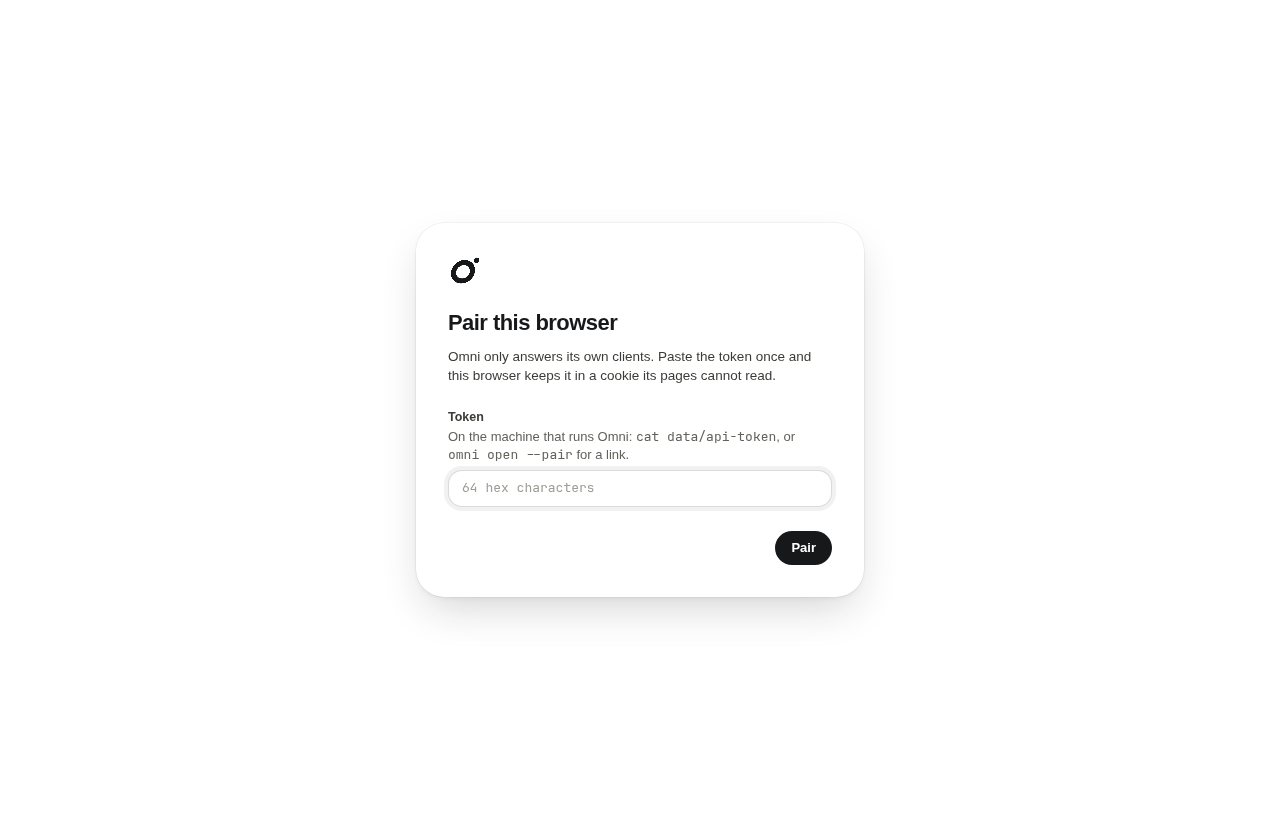 Pair this browser
Omni only answers its own clients. Paste the token once and
this browser keeps it in a cookie its pages cannot read.
Token
On the machine that runs Omni: cat data/api-token, or
omni open --pair for a link.
64 hex characters
Pair